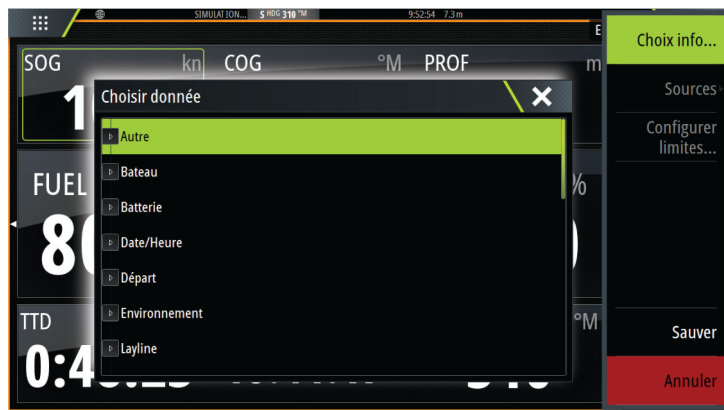 SIMULATION... S HDG 310 °M 9:52:54 7.3 m
SOG kn COG °M PROF m
Choisir donnée
Autre
Bateau
Batterie
Date/Heure
Départ
Environnement
Layline
FUEL %
TTD °M
Choix info...
Sources
Configurer
limites...
Sauver
Annuler